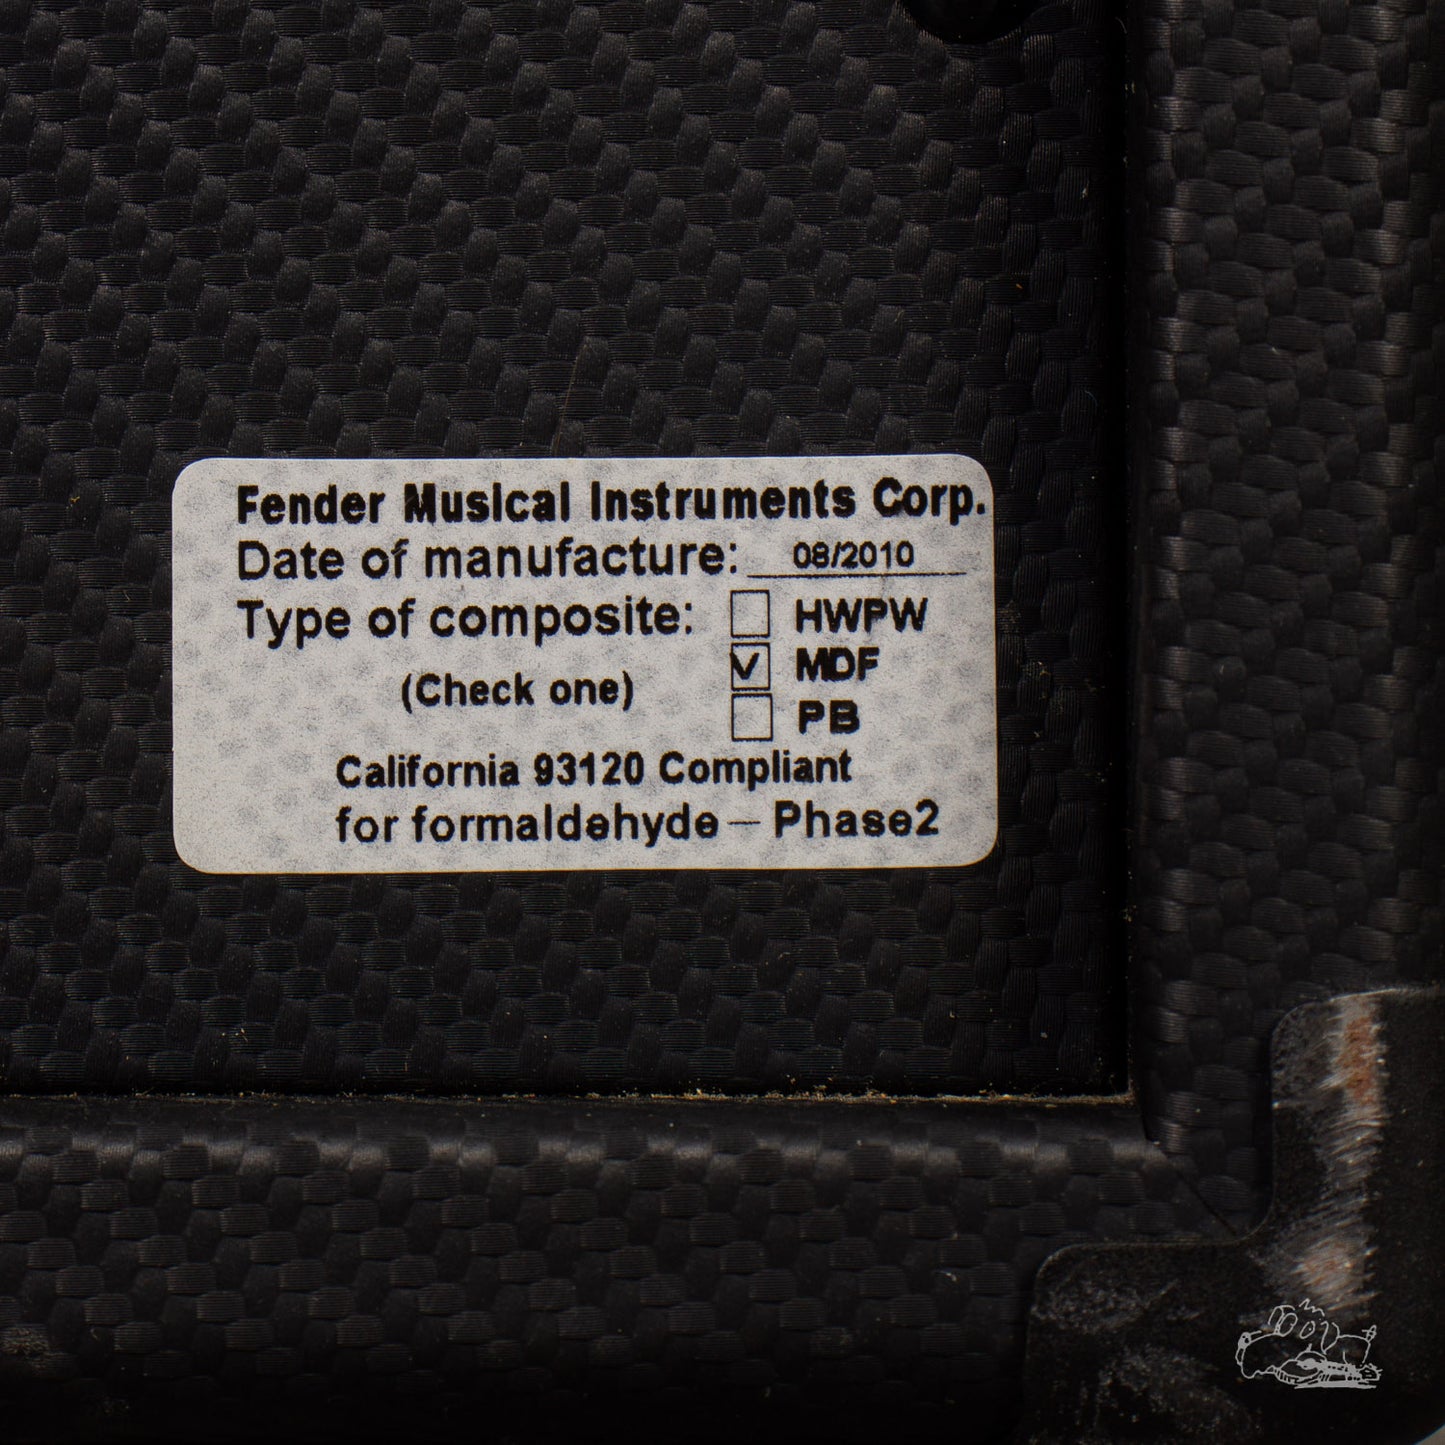 Fender Musical Instruments Corp.
Date of manufacture: 08/2010
Type of composite: HWPW
MDF
(Check one)
PB
California 93120 Compliant
for formaldehyde – Phase2